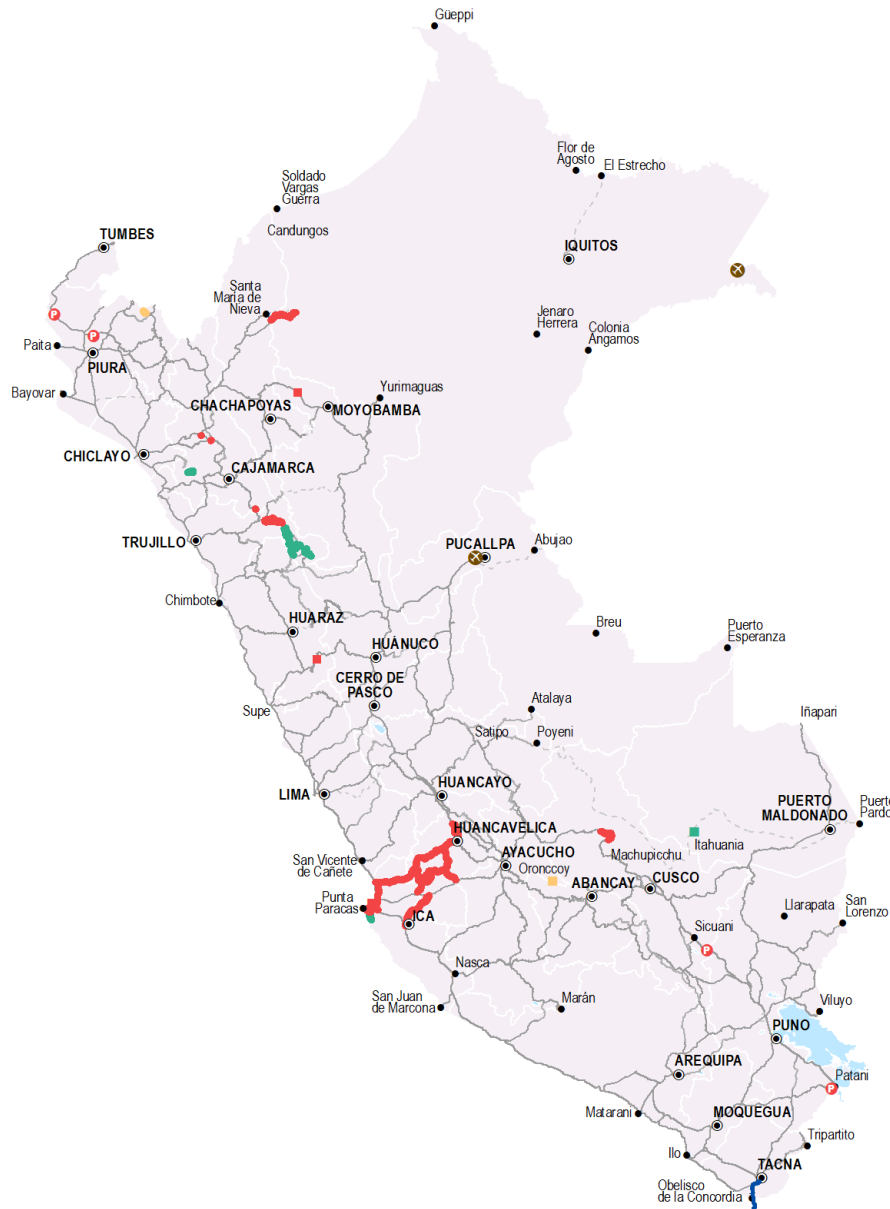 Güeppi
Flor de
Agosto
El Estrecho
Soldado
Vargas
Guerra
Candungos
TUMBES
IQUITOS
Santa
María de
Nieva
P
P
Jenaro
Herrera
Colonia
Angamos
Paita
PIURA
Bayovar
Yurimaguas
CHACHAPOYAS
MOYOBAMBA
CHICLAYO
CAJAMARCA
TRUJILLO
PUCALLPA
Abujao
Chimbote
HUARAZ
Breu
Puerto
Esperanza
HUÁNUCO
CERRO DE
PASCO
Supe
Atalaya
Satipo
Poyeni
Iñapari
LIMA
HUANCAYO
PUERTO
MALDONADO
Puerto
Pardo
HUANCAVELICA
Itahuania
San Vicente
de Cañete
AYACUCHO
Oronccoy
Machupicchu
ABANCAY
CUSCO
Punta
Paracas
ICA
Llarapata
San
Lorenzo
Sicuani
P
Nasca
San Juan
de Marcona
Marán
Viluyo
PUNO
AREQUIPA
Patani
P
Matarani
MOQUEGUA
Tripartito
Ilo
TACNA
Obelisco
de la Concordia